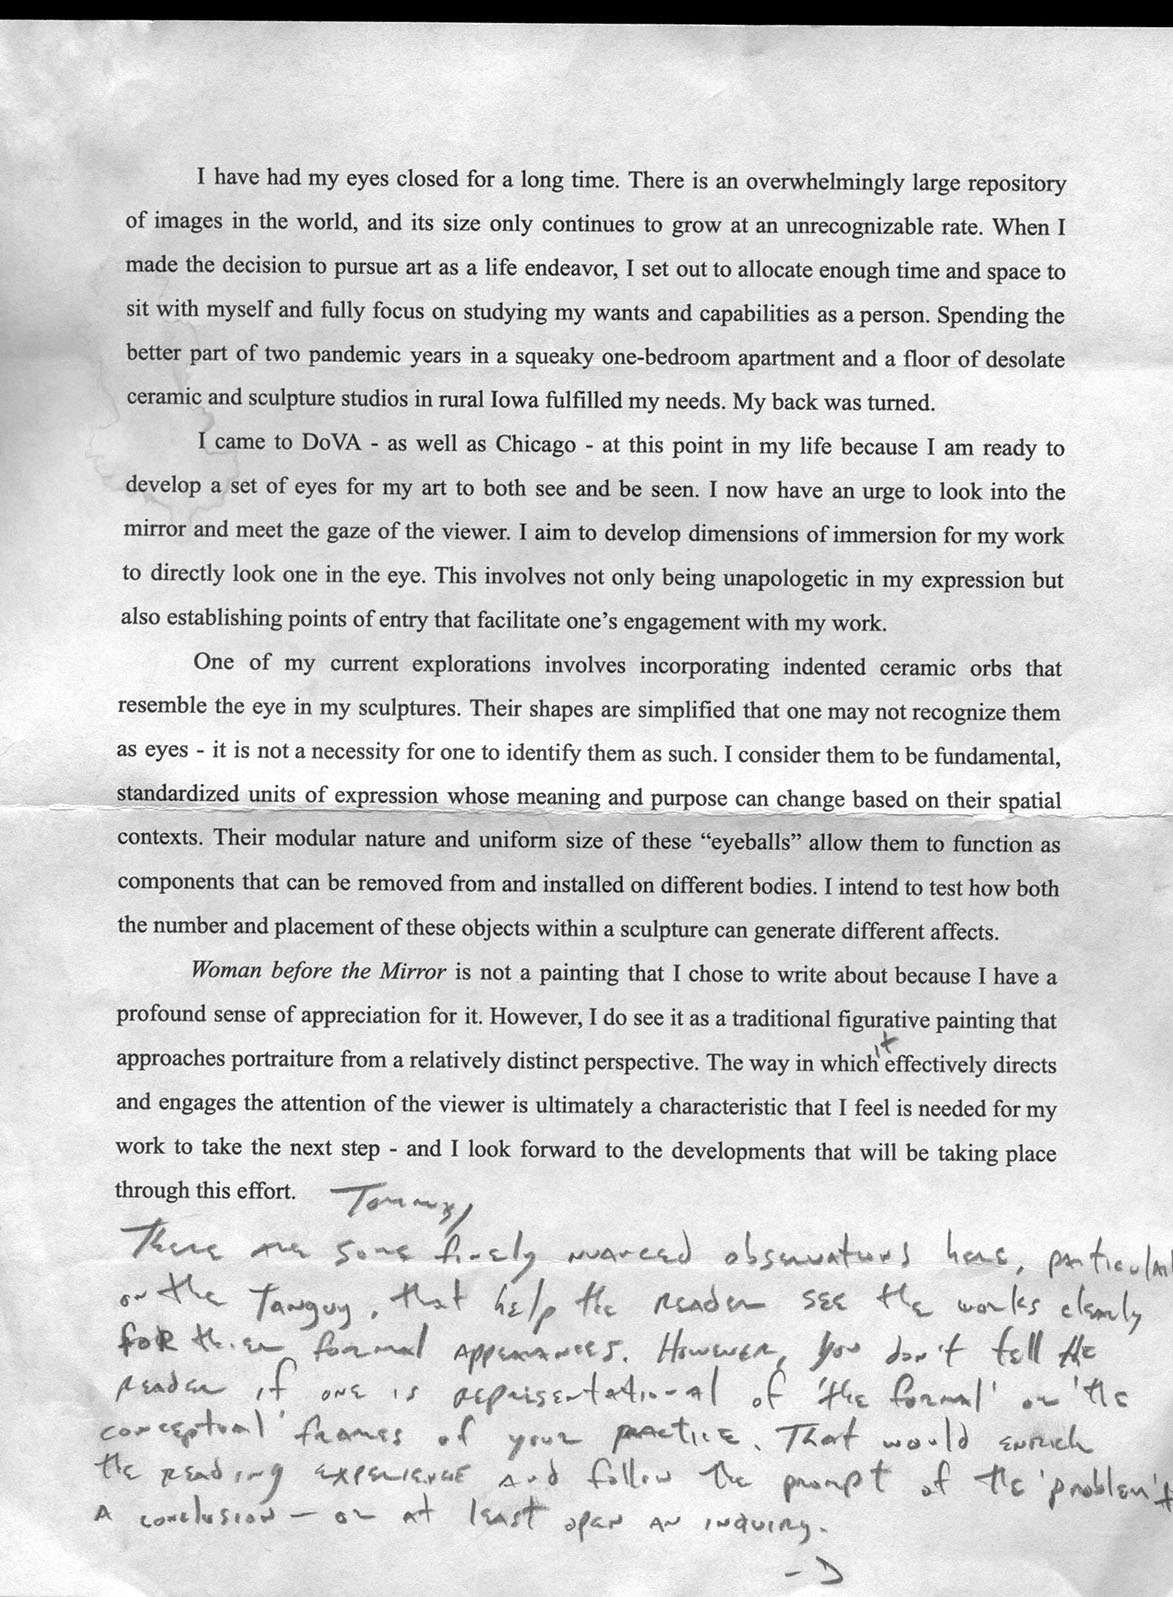 I have had my eyes closed for a long time. There is an overwhelmingly large repository
of images in the world, and its size only continues to grow at an unrecognizable rate. When I
made the decision to pursue art as a life endeavor, I set out to allocate enough time and space to
sit with myself and fully focus on studying my wants and capabilities as a person. Spending the
better part of two pandemic years in a squeaky one-bedroom apartment and a floor of desolate
ceramic and sculpture studios in rural Iowa fulfilled my needs. My back was turned.
I came to DoVA - as well as Chicago - at this point in my life because I am ready to
develop a set of eyes for my art to both see and be seen. I now have an urge to look into the
mirror and meet the gaze of the viewer. I aim to develop dimensions of immersion for my work
to directly look one in the eye. This involves not only being unapologetic in my expression but
also establishing points of entry that facilitate one’s engagement with my work.
One of my current explorations involves incorporating indented ceramic orbs that
resemble the eye in my sculptures. Their shapes are simplified that one may not recognize them
as eyes - it is not a necessity for one to identify them as such. I consider them to be fundamental,
standardized units of expression whose meaning and purpose can change based on their spatial
contexts. Their modular nature and uniform size of these “eyeballs” allow them to function as
components that can be removed from and installed on different bodies. I intend to test how both
the number and placement of these objects within a sculpture can generate different affects.
Woman before the Mirror is not a painting that I chose to write about because I have a
profound sense of appreciation for it. However, I do see it as a traditional figurative painting that
approaches portraiture from a relatively distinct perspective. The way in which it effectively directs
and engages the attention of the viewer is ultimately a characteristic that I feel is needed for my
work to take the next step - and I look forward to the developments that will be taking place
through this effort.
Tommy,
There are some finely nuanced observations here, particular
on the Tanguy, that help the reader see the works clearly
for their formal appearances. However, you don't tell the
reader if one is representational of 'the formal' or 'the
conceptual' frames of your practice. That would enrich
the reading experience and follow the prompt of the 'problem'
a conclusion – or at least open an inquiry.
- D